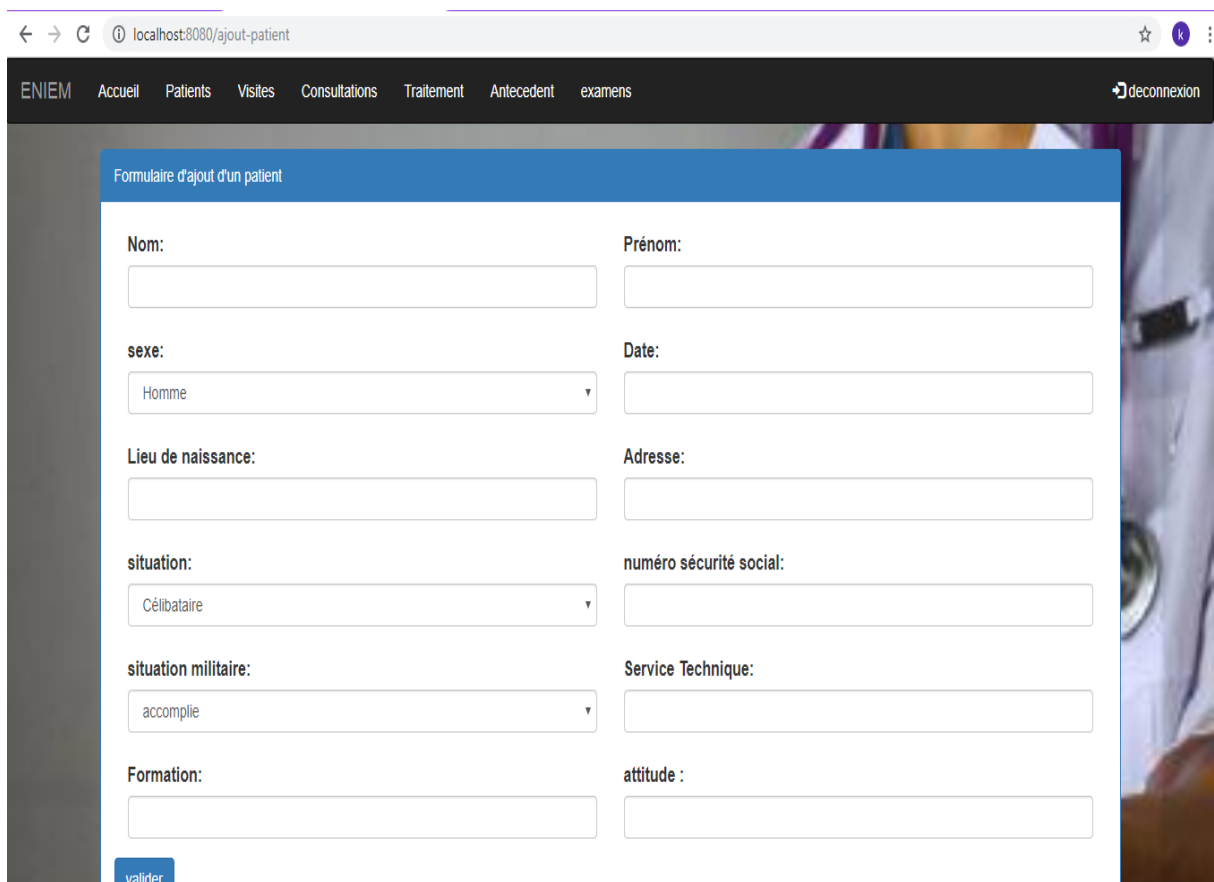 localhost:8080/ajout-patient
k
ENIEM Accueil Patients Visites Consultations Traitement Antecedent examens deconnexion
Formulaire d'ajout d'un patient
Nom: Prénom:
sexe: Date:
Homme
Lieu de naissance: Adresse:
situation: numéro sécurité social:
Célibataire
situation militaire: Service Technique:
accomplie
Formation: attitude :
valider